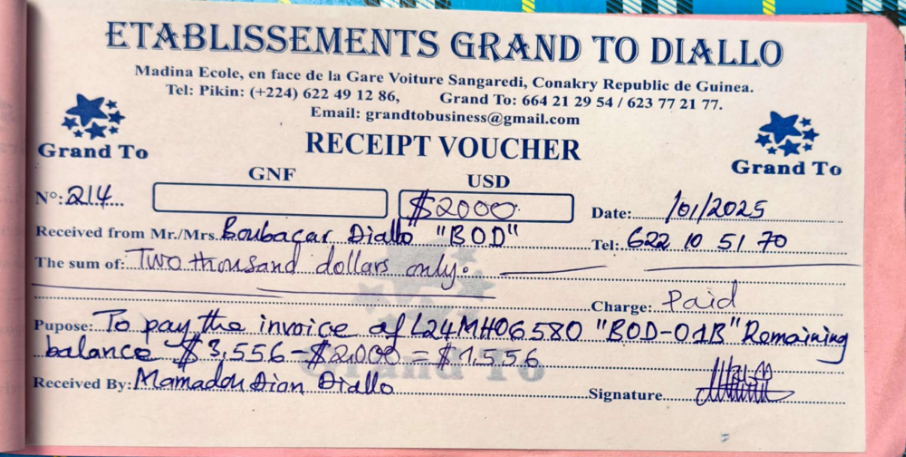 ETABLISSEMENTS GRAND TO DIALLO
Madina Ecole, en face de la Gare Voiture Sangaredi, Conakry Republic de Guinea.
Tel: Pikin: (+224) 622 49 12 86, Grand To: 664 21 29 54 / 623 77 21 77.
Email: grandtobusiness@gmail.com
Grand To
RECEIPT VOUCHER
Grand To
GNF USD
N°: 214 $2000 Date: /01/2025
Received from Mr./Mrs. Boubacar Diallo "BOD" Tel: 622 10 51 70
The sum of: Two thousand dollars only.
Charge: Paid
Pupose: To pay the invoice of L24MH06580 "BOD-01B" Remaining
balance $3,556 - $2,000 = $1,556
Grand To
Received By: Mamadou Dian Diallo Signature